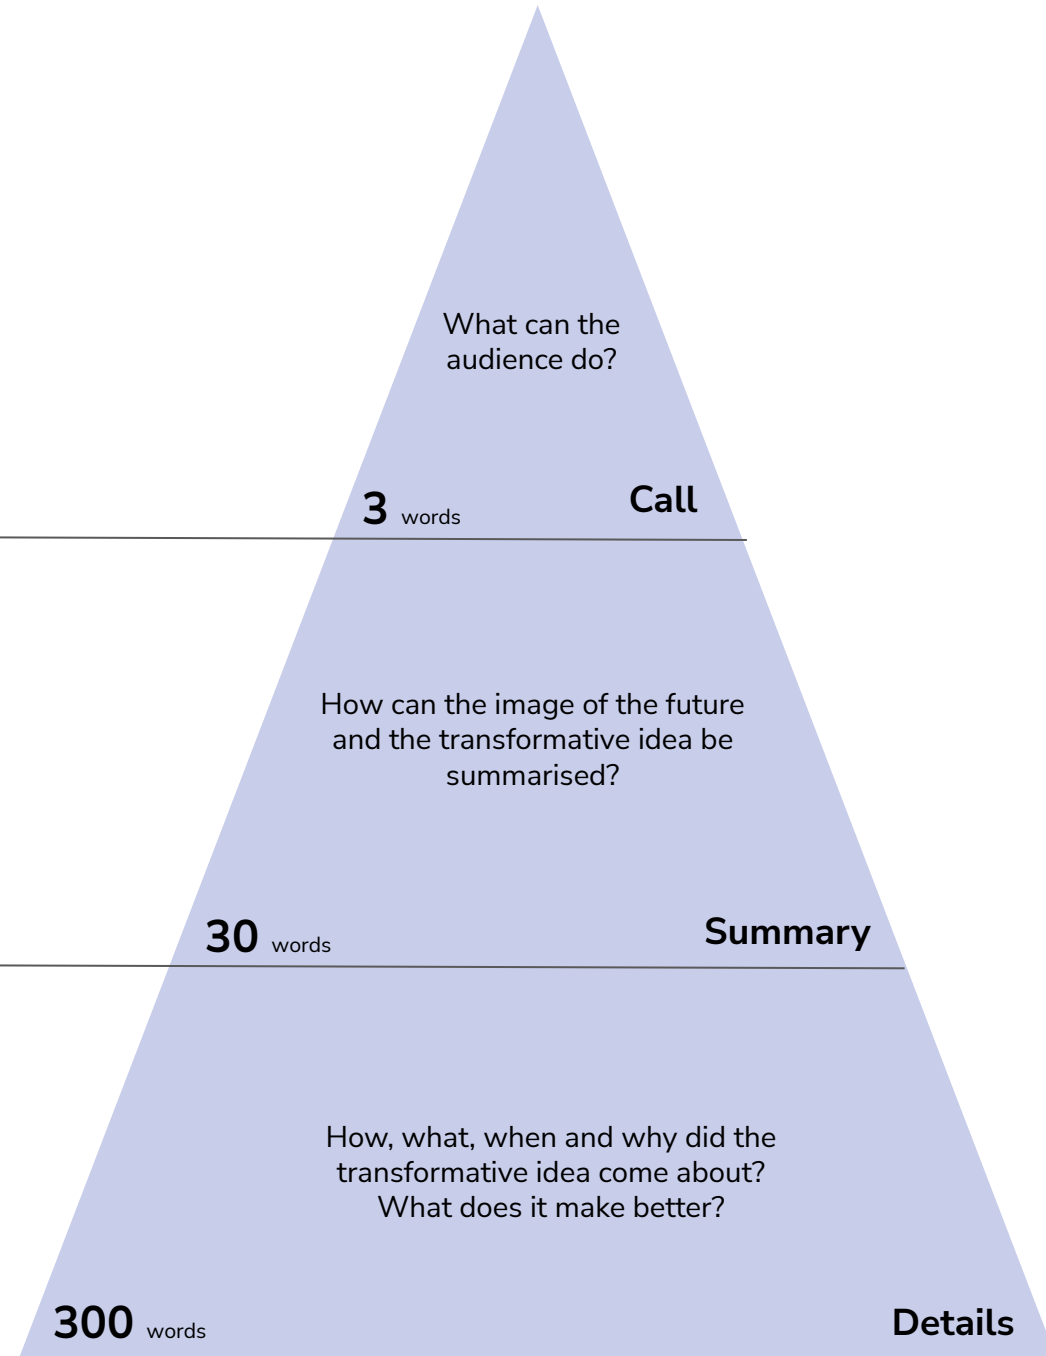 What can the
audience do?
3 words
Call
How can the image of the future
and the transformative idea be
summarised?
30 words
Summary
How, what, when and why did the
transformative idea come about?
What does it make better?
300 words
Details